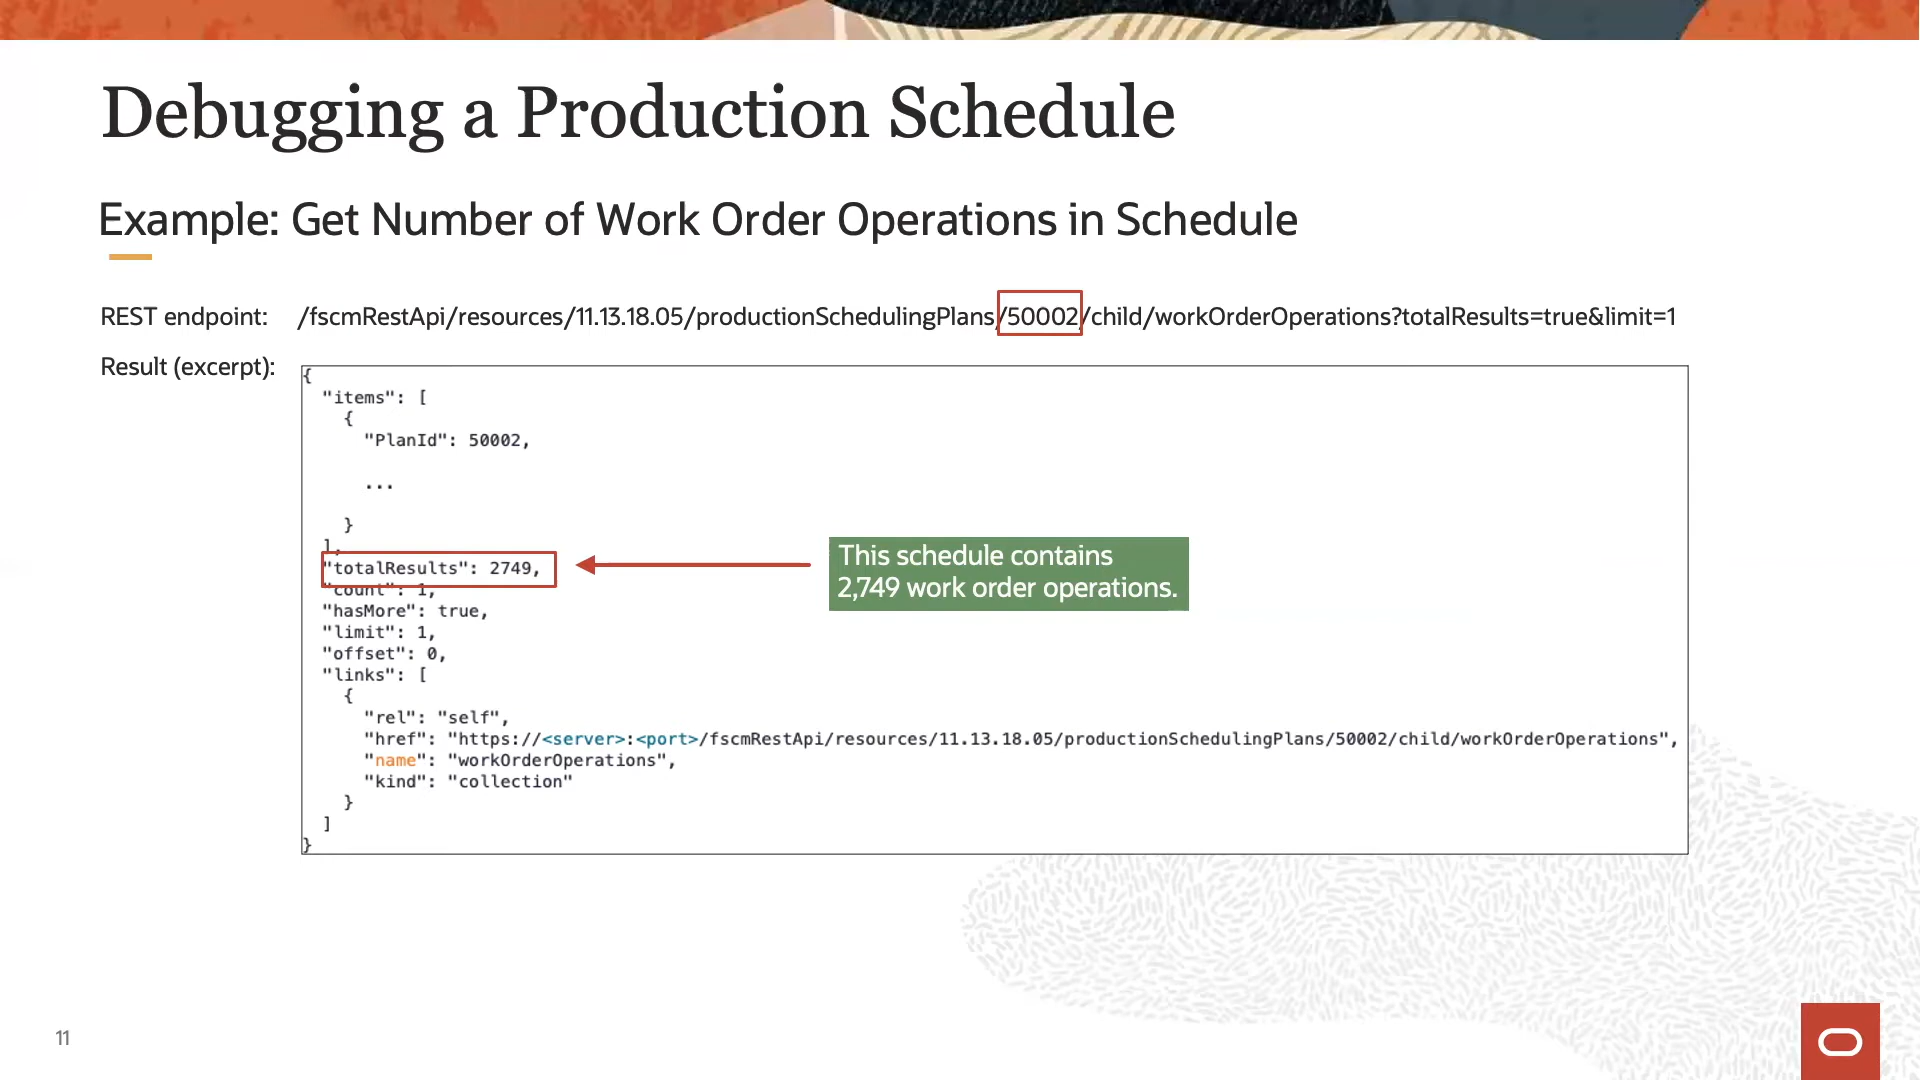 Debugging a Production Schedule
Example: Get Number of Work Order Operations in Schedule
REST endpoint: /fscmRestApi/resources/11.13.18.05/productionSchedulingPlans/50002/child/workOrderOperations?totalResults=true&limit=1
Result (excerpt):
{
"items": [
{
"PlanId": 50002,
...
}
],
"totalResults": 2749,
"count": 1,
"hasMore": true,
"limit": 1,
"offset": 0,
"links": [
{
"rel": "self",
"href": "https://<server>:<port>/fscmRestApi/resources/11.13.18.05/productionSchedulingPlans/50002/child/workOrderOperations",
"name": "workOrderOperations",
"kind": "collection"
}
]
}
This schedule contains
2,749 work order operations.
11